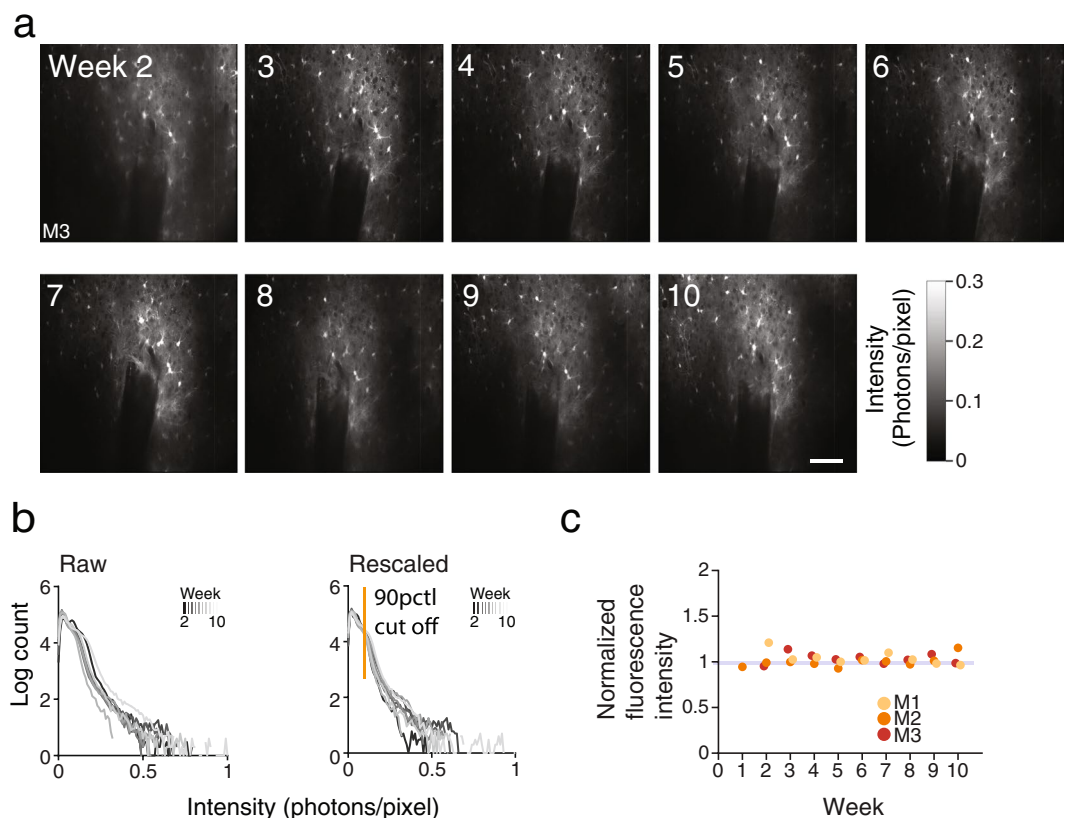 a
Week 2
3
4
5
6
M3
7
8
9
10
0.3
0.2
0.1
0
Intensity
(Photons/pixel)
b
Raw
Week
2 10
6
4
2
0
0
0.5
1
Log count
Rescaled
Week
2 10
90pctl
cut off
6
4
2
0
0
0.5
1
Intensity (photons/pixel)
c
2
1.5
1
0.5
0
Normalized
fluorescence
intensity
M1
M2
M3
0 1 2 3 4 5 6 7 8 9 10
Week